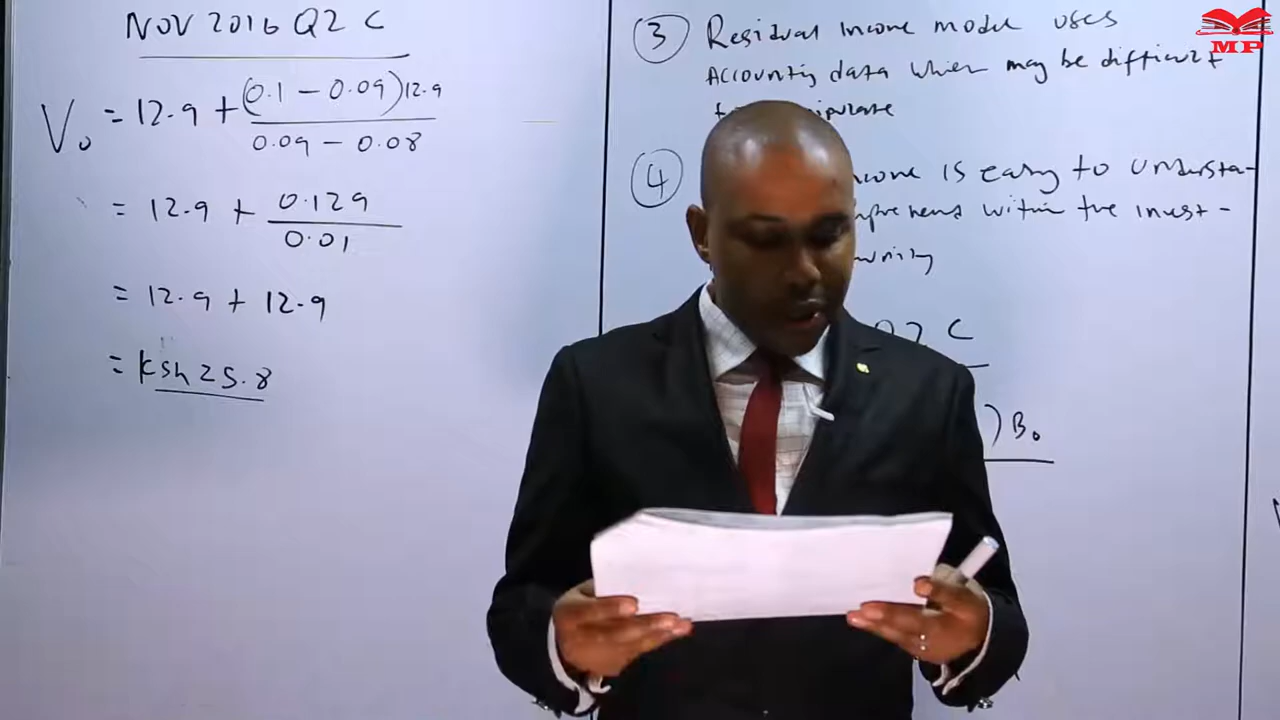 NOV 2016 Q2 C
V₀ = 12.9 + (0.1 - 0.09)12.9
0.09 - 0.08
= 12.9 + 0.129
0.01
= 12.9 + 12.9
= Ksh 25.8
③ Residual Income model uses
Accounting data which may be difficult
④ is easy to understa-
within the invest-
Q2 C
) B₀
MP